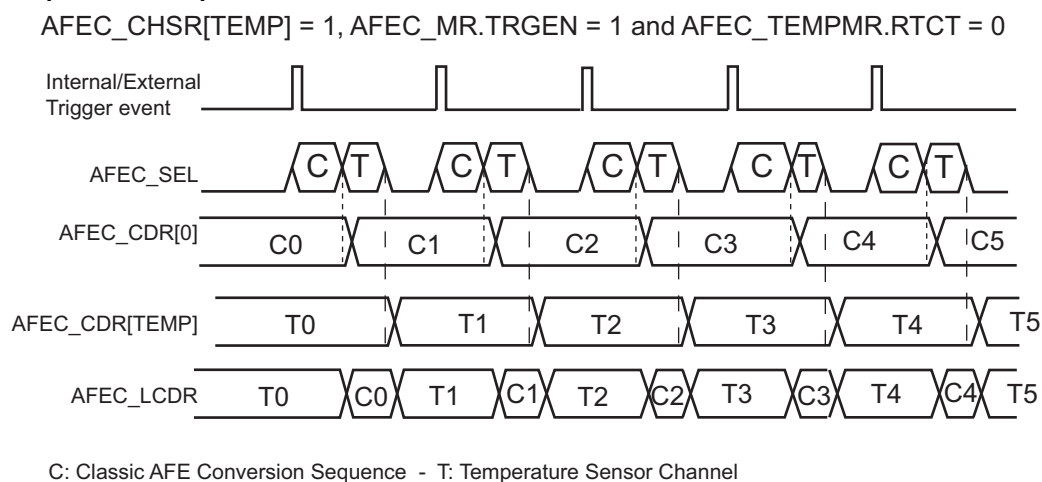 AFEC_CHSR[TEMP] = 1, AFEC_MR.TRGEN = 1 and AFEC_TEMPMR.RTCT = 0
Internal/External
Trigger event
AFEC_SEL C T C T C T C T C T
AFEC_CDR[0] C0 C1 C2 C3 C4 C5
AFEC_CDR[TEMP] T0 T1 T2 T3 T4 T5
AFEC_LCDR T0 C0 T1 C1 T2 C2 T3 C3 T4 C4 T5
C: Classic AFE Conversion Sequence - T: Temperature Sensor Channel